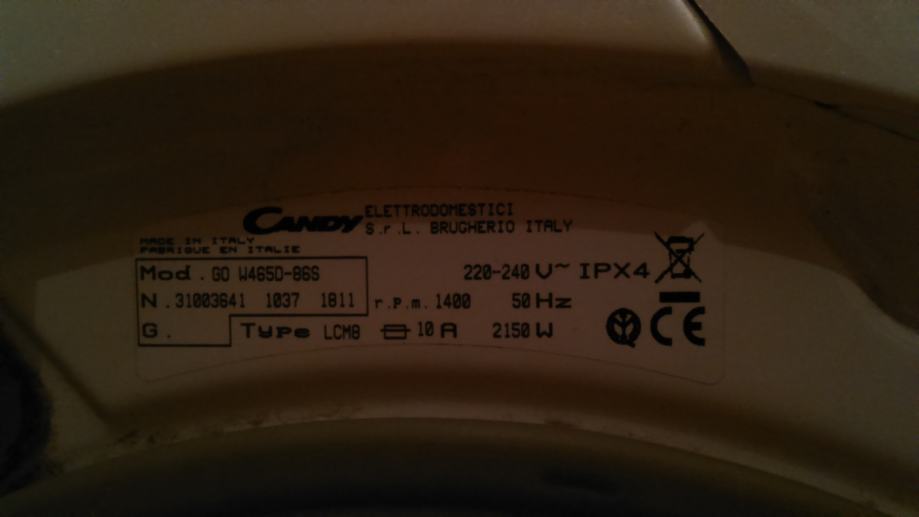 CANDY ELETTRODOMESTICI
S.r.L. BRUGHERIO ITALY
MADE IN ITALY
FABRIQUE EN ITALIE
Mod. GO W465D-86S 220-240 V~ IPX4
N. 31003641 1037 1811 r.p.m. 1400 50 Hz
G. Type LCM8 10 A 2150 W CE